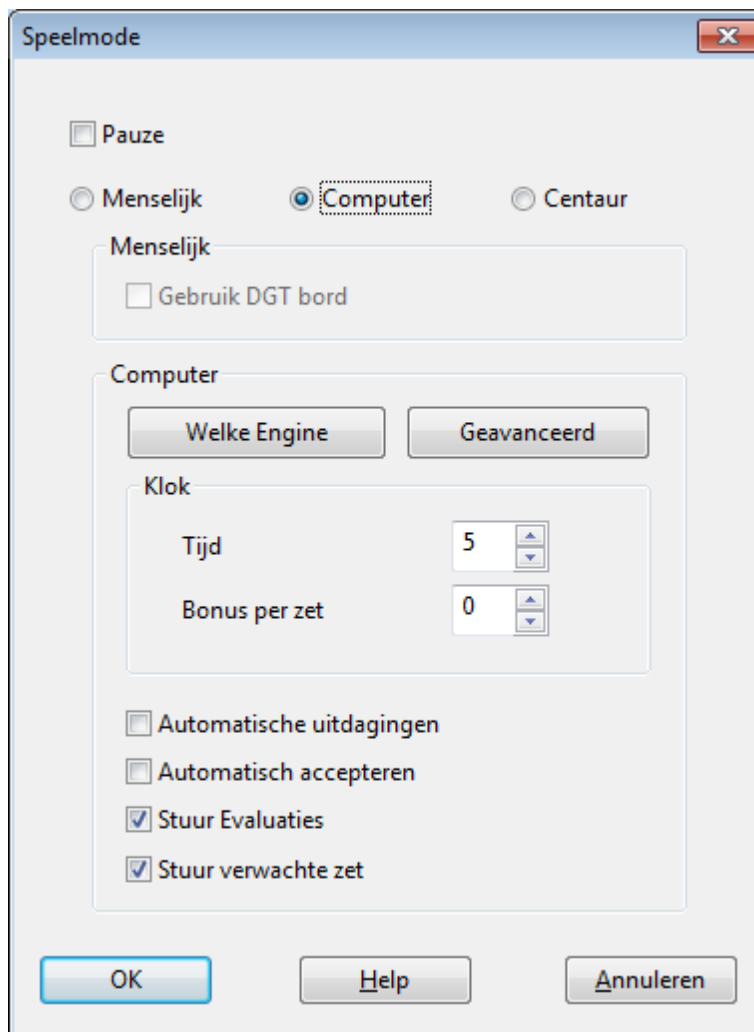 Speelmode
Pauze
Menselijk Computer Centaur
Menselijk
Gebruik DGT bord
Computer
Welke Engine Geavanceerd
Klok
Tijd 5
Bonus per zet 0
Automatische uitdagingen
Automatisch accepteren
Stuur Evaluaties
Stuur verwachte zet
OK Help Annuleren